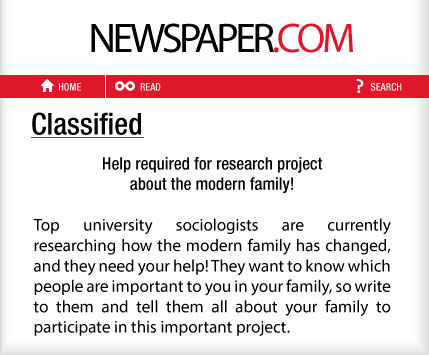 NEWSPAPER.COM
HOME READ ? SEARCH
Classified
Help required for research project
about the modern family!
Top university sociologists are currently
researching how the modern family has changed,
and they need your help! They want to know which
people are important to you in your family, so write
to them and tell them all about your family to
participate in this important project.